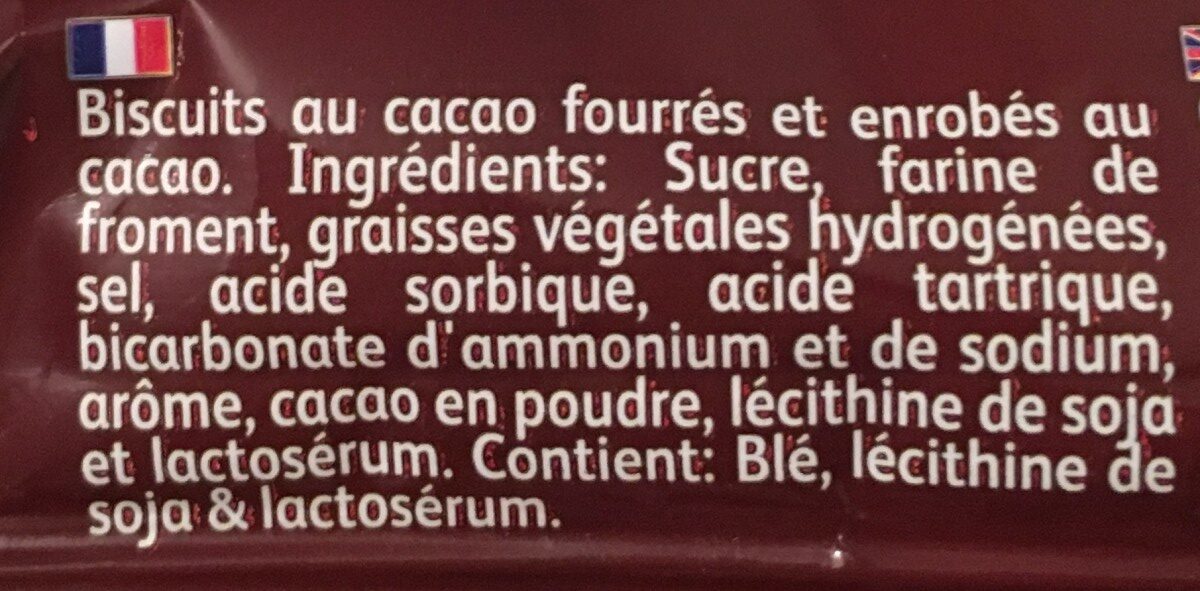 Biscuits au cacao fourrés et enrobés au
cacao. Ingrédients: Sucre, farine de
froment, graisses végétales hydrogénées,
sel, acide sorbique, acide tartrique,
bicarbonate d'ammonium et de sodium,
arôme, cacao en poudre, lécithine de soja
et lactosérum. Contient: Blé, lécithine de
soja & lactosérum.